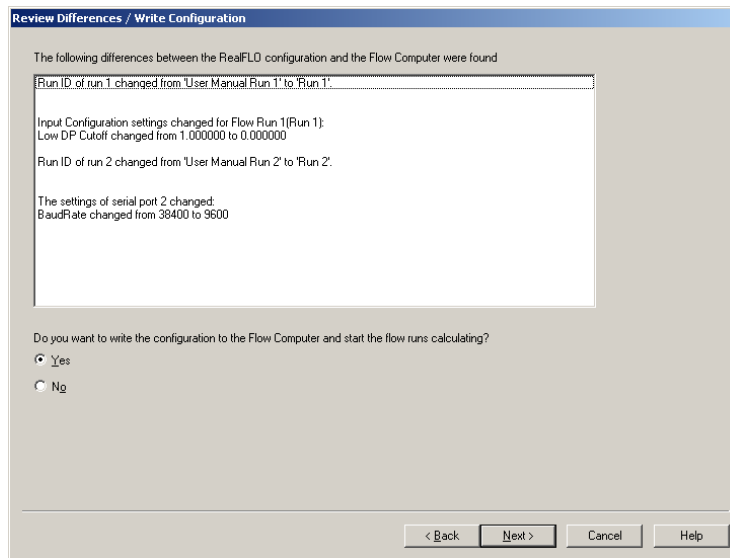 Review Differences / Write Configuration
The following differences between the RealFLO configuration and the Flow Computer were found
Run ID of run 1 changed from 'User Manual Run 1' to 'Run 1'.
Input Configuration settings changed for Flow Run 1(Run 1):
Low DP Cutoff changed from 1.000000 to 0.000000
Run ID of run 2 changed from 'User Manual Run 2' to 'Run 2'.
The settings of serial port 2 changed:
BaudRate changed from 38400 to 9600
Do you want to write the configuration to the Flow Computer and start the flow runs calculating?
Yes
No
< Back Next > Cancel Help